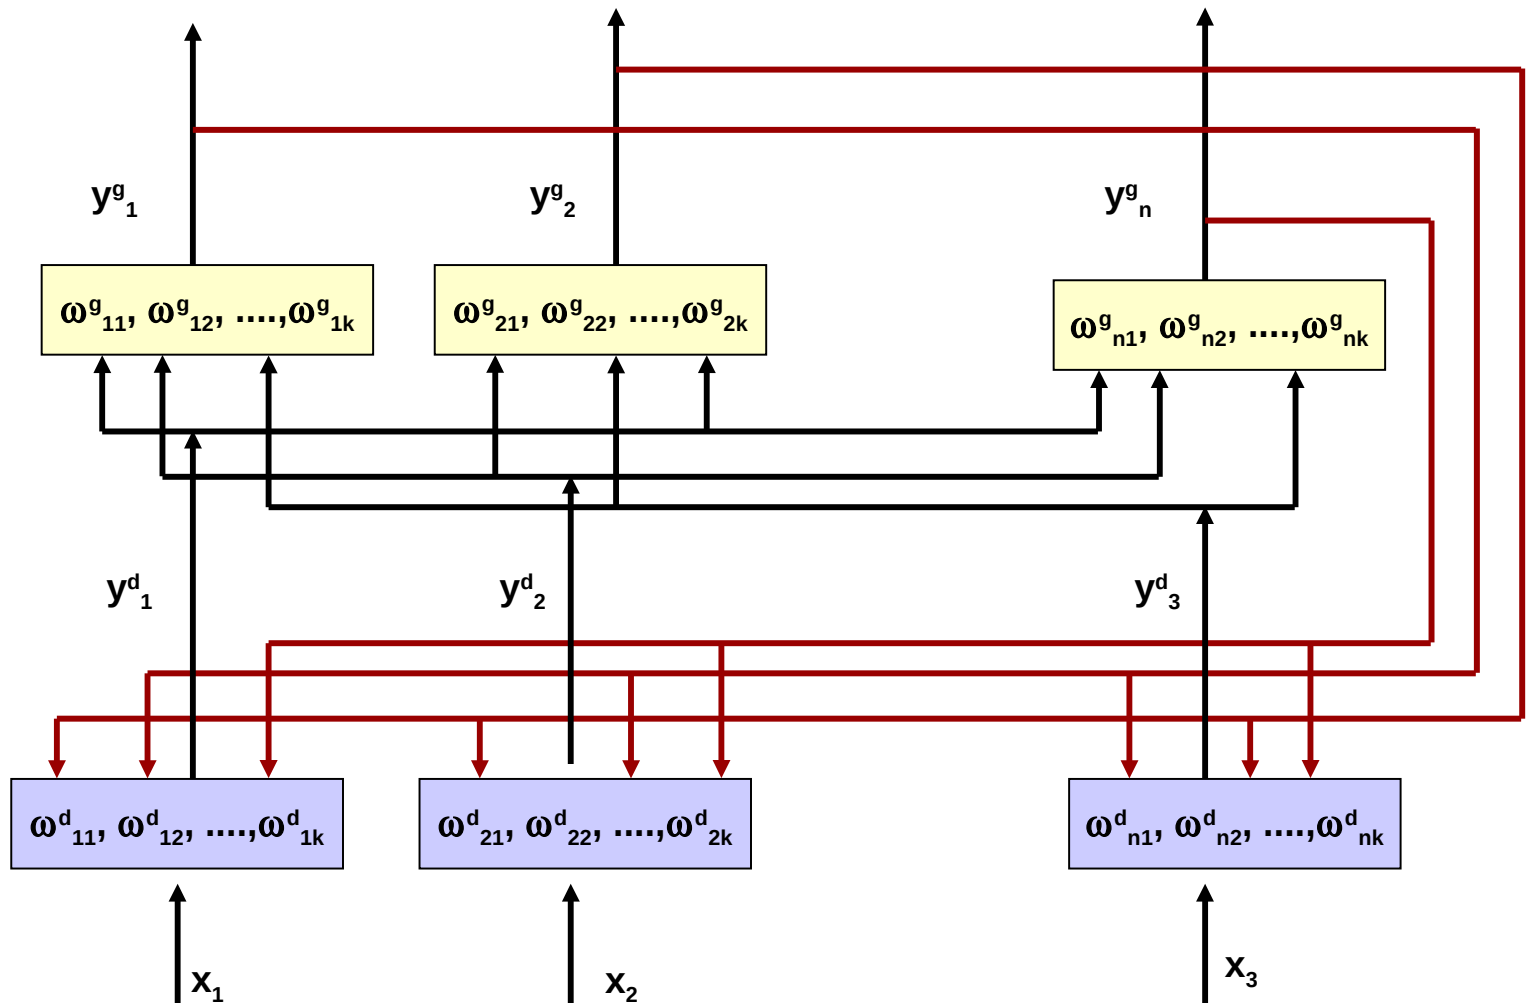 yᵍ₁ yᵍ₂ yᵍₙ
ωᵍ₁₁, ωᵍ₁₂, ....,ωᵍ₁ₖ ωᵍ₂₁, ωᵍ₂₂, ....,ωᵍ₂ₖ ωᵍₙ₁, ωᵍₙ₂, ....,ωᵍₙₖ
yᵈ₁ yᵈ₂ yᵈ₃
ωᵈ₁₁, ωᵈ₁₂, ....,ωᵈ₁ₖ ωᵈ₂₁, ωᵈ₂₂, ....,ωᵈ₂ₖ ωᵈₙ₁, ωᵈₙ₂, ....,ωᵈₙₖ
x₁ x₂ x₃